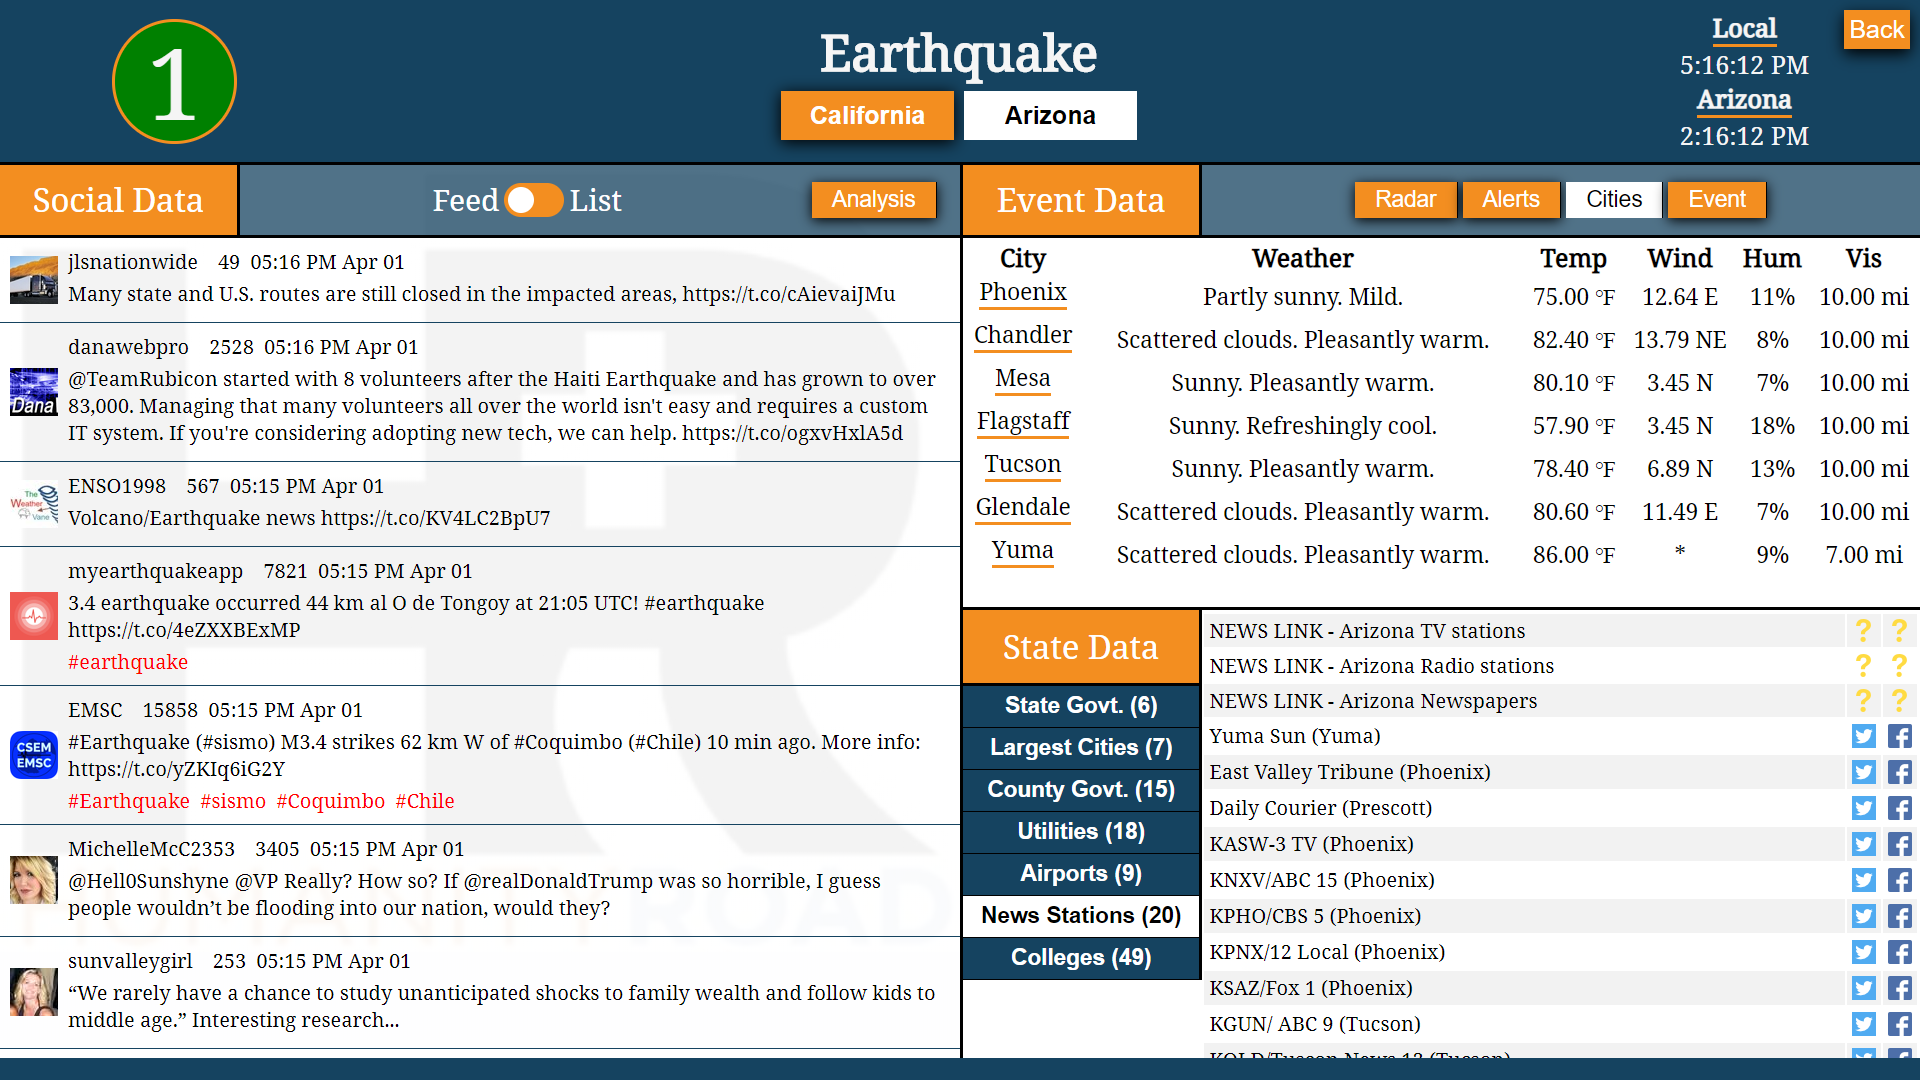 1
Earthquake
California
Arizona
Local
5:16:12 PM
Arizona
2:16:12 PM
Back
Social Data
Feed
List
Analysis
jlsnationwide 49 05:16 PM Apr 01
Many state and U.S. routes are still closed in the impacted areas, https://t.co/cAievaiJMu
danawebpro 2528 05:16 PM Apr 01
@TeamRubicon started with 8 volunteers after the Haiti Earthquake and has grown to over
83,000. Managing that many volunteers all over the world isn't easy and requires a custom
IT system. If you're considering adopting new tech, we can help. https://t.co/ogxvHxlA5d
Dana
ENSO1998 567 05:15 PM Apr 01
Volcano/Earthquake news https://t.co/KV4LC2BpU7
The
Weather
Vane
myearthquakeapp 7821 05:15 PM Apr 01
3.4 earthquake occurred 44 km al O de Tongoy at 21:05 UTC! #earthquake
https://t.co/4eZXXBExMP
#earthquake
EMSC 15858 05:15 PM Apr 01
#Earthquake (#sismo) M3.4 strikes 62 km W of #Coquimbo (#Chile) 10 min ago. More info:
https://t.co/yZKIq6iG2Y
#Earthquake #sismo #Coquimbo #Chile
CSEM
EMSC
MichelleMcC2353 3405 05:15 PM Apr 01
@Hell0Sunshyne @VP Really? How so? If @realDonaldTrump was so horrible, I guess
people wouldn’t be flooding into our nation, would they?
sunvalleygirl 253 05:15 PM Apr 01
“We rarely have a chance to study unanticipated shocks to family wealth and follow kids to
middle age.” Interesting research...
Event Data
Radar
Alerts
Cities
Event
City Weather Temp Wind Hum Vis
Phoenix Partly sunny. Mild. 75.00 °F 12.64 E 11% 10.00 mi
Chandler Scattered clouds. Pleasantly warm. 82.40 °F 13.79 NE 8% 10.00 mi
Mesa Sunny. Pleasantly warm. 80.10 °F 3.45 N 7% 10.00 mi
Flagstaff Sunny. Refreshingly cool. 57.90 °F 3.45 N 18% 10.00 mi
Tucson Sunny. Pleasantly warm. 78.40 °F 6.89 N 13% 10.00 mi
Glendale Scattered clouds. Pleasantly warm. 80.60 °F 11.49 E 7% 10.00 mi
Yuma Scattered clouds. Pleasantly warm. 86.00 °F * 9% 7.00 mi
State Data
State Govt. (6)
Largest Cities (7)
County Govt. (15)
Utilities (18)
Airports (9)
News Stations (20)
Colleges (49)
NEWS LINK - Arizona TV stations ? ?
NEWS LINK - Arizona Radio stations ? ?
NEWS LINK - Arizona Newspapers ? ?
Yuma Sun (Yuma)
East Valley Tribune (Phoenix)
Daily Courier (Prescott)
KASW-3 TV (Phoenix)
KNXV/ABC 15 (Phoenix)
KPHO/CBS 5 (Phoenix)
KPNX/12 Local (Phoenix)
KSAZ/Fox 1 (Phoenix)
KGUN/ ABC 9 (Tucson)
KOLD/Tucson News 13 (Tucson)